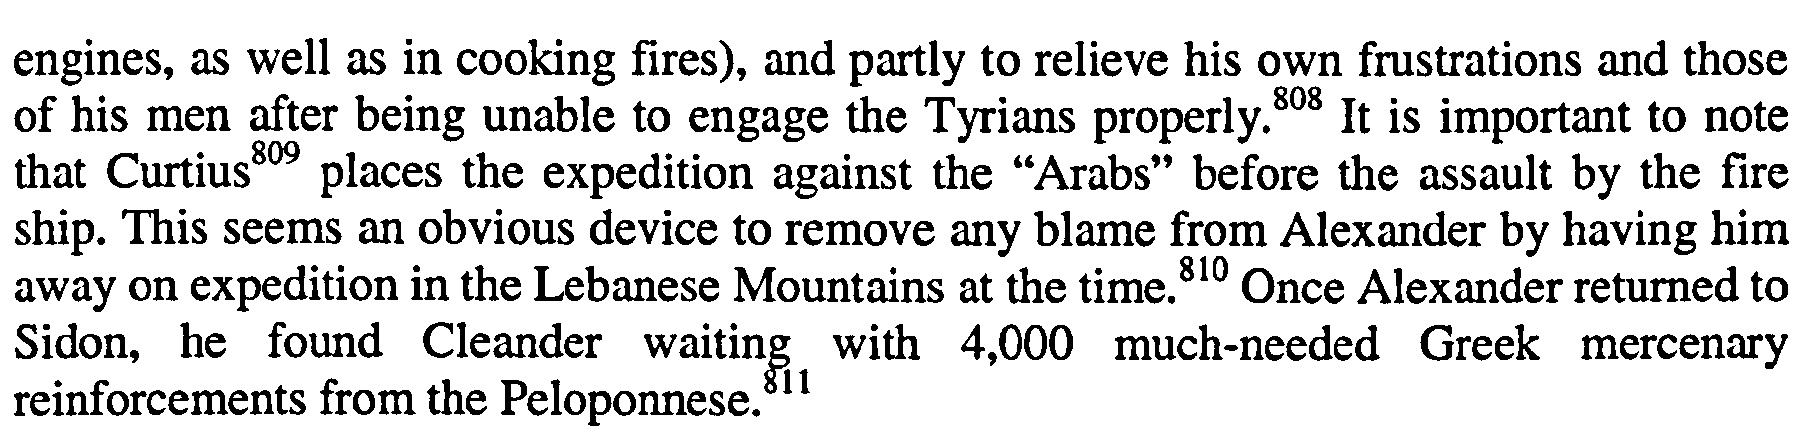 engines, as well as in cooking fires), and partly to relieve his own frustrations and those
of his men after being unable to engage the Tyrians properly.808 It is important to note
that Curtius809 places the expedition against the “Arabs” before the assault by the fire
ship. This seems an obvious device to remove any blame from Alexander by having him
away on expedition in the Lebanese Mountains at the time.810 Once Alexander returned to
Sidon, he found Cleander waiting with 4,000 much-needed Greek mercenary
reinforcements from the Peloponnese.811